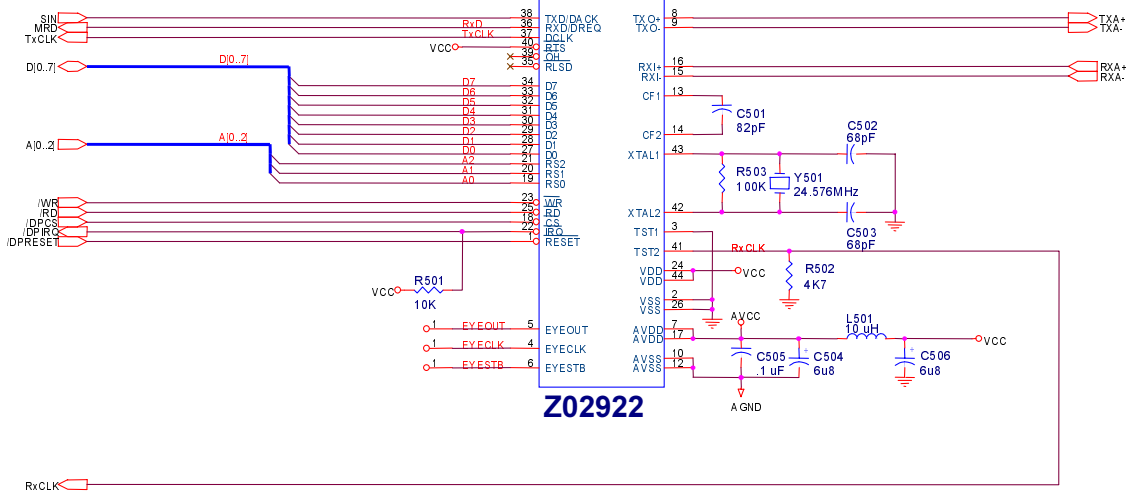 SIN 38 TXD/DACK TXO+ 8 TXA+
MRD RxD 36 RXD/DREQ TXO- 9 TXA-
TxCLK TxCLK 37 DCLK
VCC 40 RTS
39 OH
D[0..7] D[0..7] 35 RLSD RXI+ 16 RXA+
RXI- 15 RXA-
D7 34 D7 CF1 13
D6 33 D6
D5 32 D5 C501
D4 31 D4 82pF
D3 30 D3 C502
D2 29 D2 CF2 14 68pF
A[0..2] A[0..2] D1 28 D1
D0 27 D0 XTAL1 43
A2 21 RS2
A1 20 RS1 R503 Y501
A0 19 RS0 100K 24.576MHz
/WR 23 WR
/RD 25 RD XTAL2 42
/DPCS 18 CS
/DPIRQ 22 IRQ TST1 3 C503
/DPRESET 1 RESET 68pF
TST2 41 RxCLK
VDD 24 VCC R502
R501 VDD 44 4K7
VCC
10K VSS 2
VSS 26
AVCC L501
1 EYEOUT 5 EYEOUT AVDD 7 10 uH
AVDD 17 VCC
1 EYECLK 4 EYECLK
AVSS 10 C505 C504 C506
1 EYESTB 6 EYESTB AVSS 12 .1 uF 6u8 6u8
+ +
Z02922 AGND
RxCLK